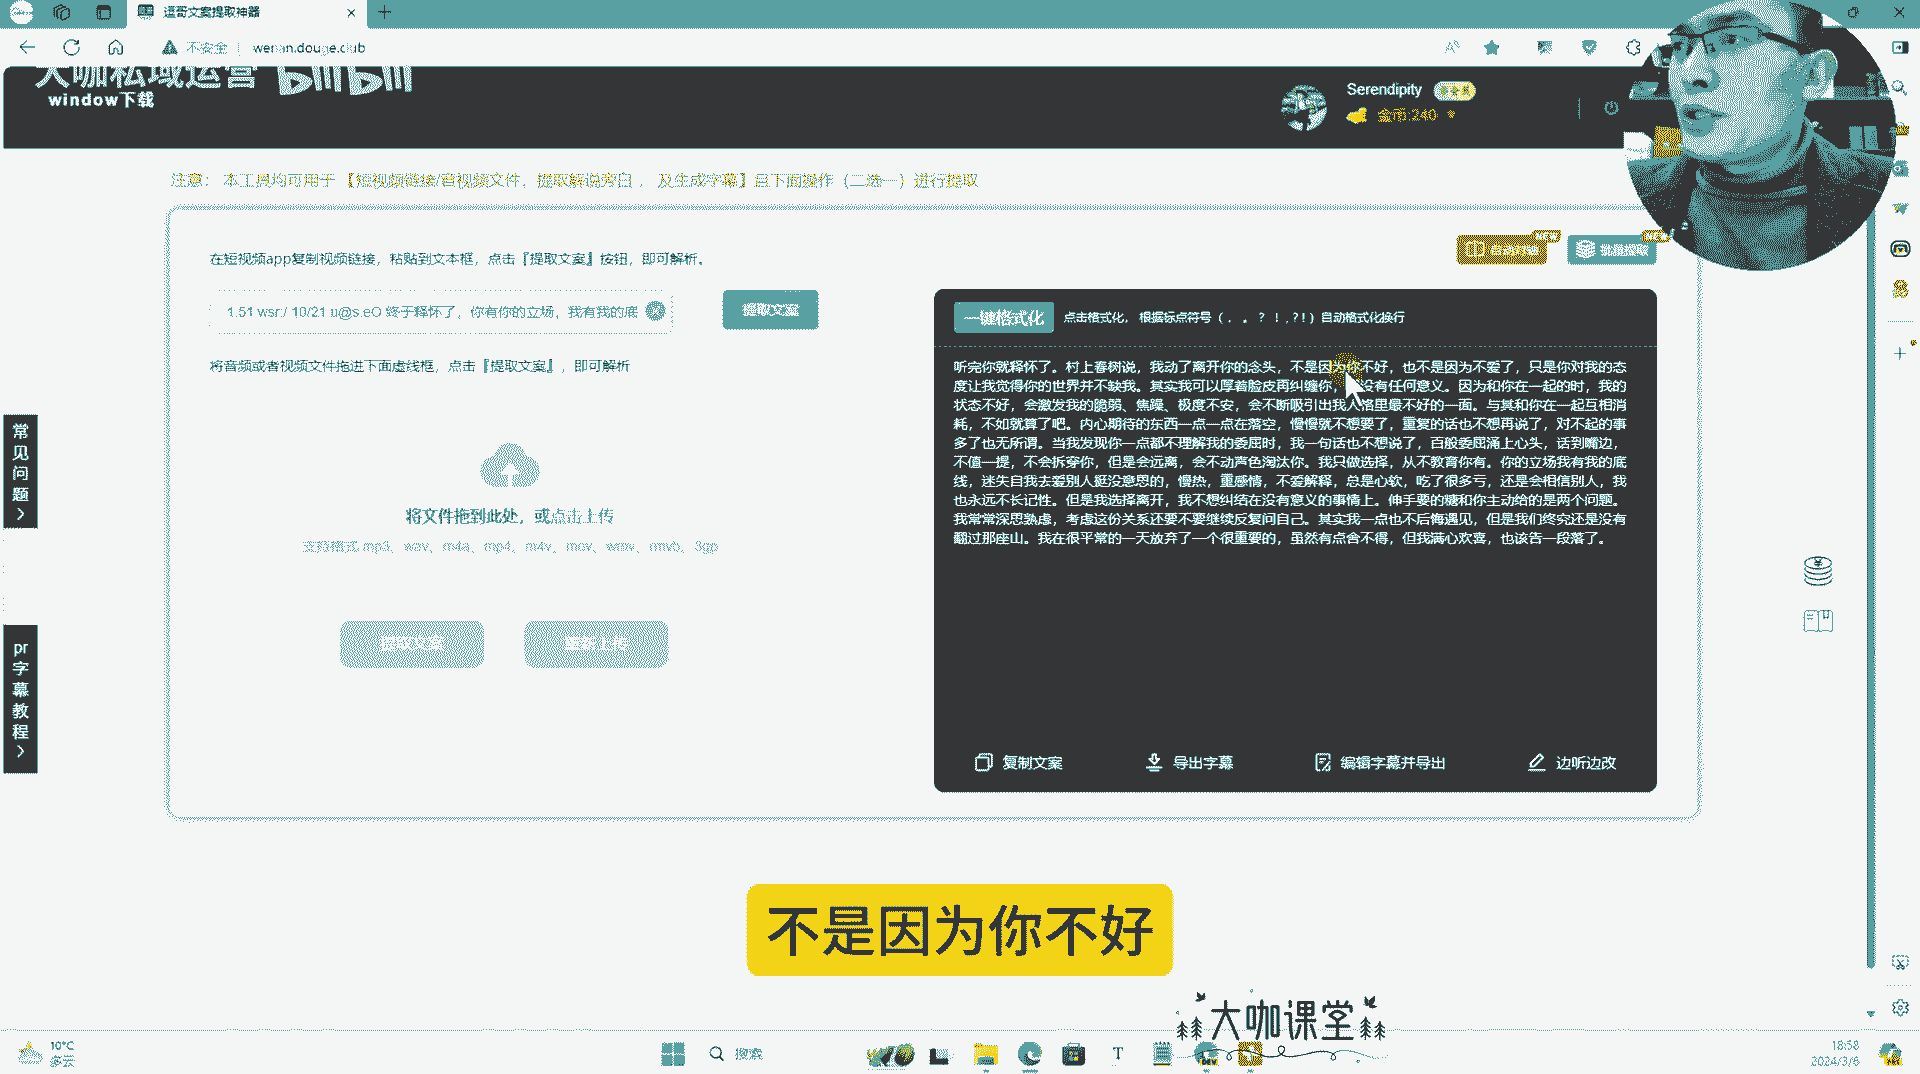 逗哥文案提取神器
不安全
wenan.douge.club
大咖私域运营 bilibili
window下载
Serendipity
金币:240
注意： 本工具均可用于 【短视频链接/音视频文件，提取解说旁白 ， 及生成字幕】且下面操作（二选一）进行提取
在短视频app复制视频链接，粘贴到文本框，点击『提取文案』按钮，即可解析。
NEW
NEW
批量提取
1.51 wsr:/ 10/21 u@s.eO 终于释怀了，你有你的立场，我有我的底
提取文案
一键格式化
点击格式化， 根据标点符号（ ， 。？ ！,?!）自动格式化换行
将音频或者视频文件拖进下面虚线框，点击『提取文案』，即可解析
听完你就释怀了。村上春树说，我动了离开你的念头，不是因为你不好，也不是因为不爱了，只是你对我的态
度让我觉得你的世界并不缺我。其实我可以厚着脸皮再纠缠你，没有任何意义。因为和你在一起的时，我的
状态不好，会激发我的脆弱、焦躁、极度不安，会不断吸引出我人格里最不好的一面。与其和你在一起互相消
耗，不如就算了吧。内心期待的东西一点一点在落空，慢慢就不想要了，重复的话也不想再说了，对不起的事
多了也无所谓。当我发现你一点都不理解我的委屈时，我一句话也不想说了，百般委屈涌上心头，话到嘴边，
不值一提，不会拆穿你，但是会远离，会不动声色淘汰你。我只做选择，从不教育你有。你的立场我有我的底
线，迷失自我去爱别人挺没意思的，慢热，重感情，不爱解释，总是心软，吃了很多亏，还是会相信别人，我
也永远不长记性。但是我选择离开，我不想纠结在没有意义的事情上。伸手要的糖和你主动给的是两个问题。
我常常深思熟虑，考虑这份关系还要不要继续反复问自己。其实我一点也不后悔遇见，但是我们终究还是没有
翻过那座山。我在很平常的一天放弃了一个很重要的，虽然有点舍不得，但我满心欢喜，也该告一段落了。
常见问题
将文件拖到此处，或点击上传
支持格式 mp3、wav、m4a、mp4、m4v、mov、wmv、rmvb、3gp
提取文案
重新上传
pr字幕教程
复制文案
导出字幕
编辑字幕并导出
边听边改
不是因为你不好
大咖课堂
10°C
多云
搜索
18:58
2024/3/6